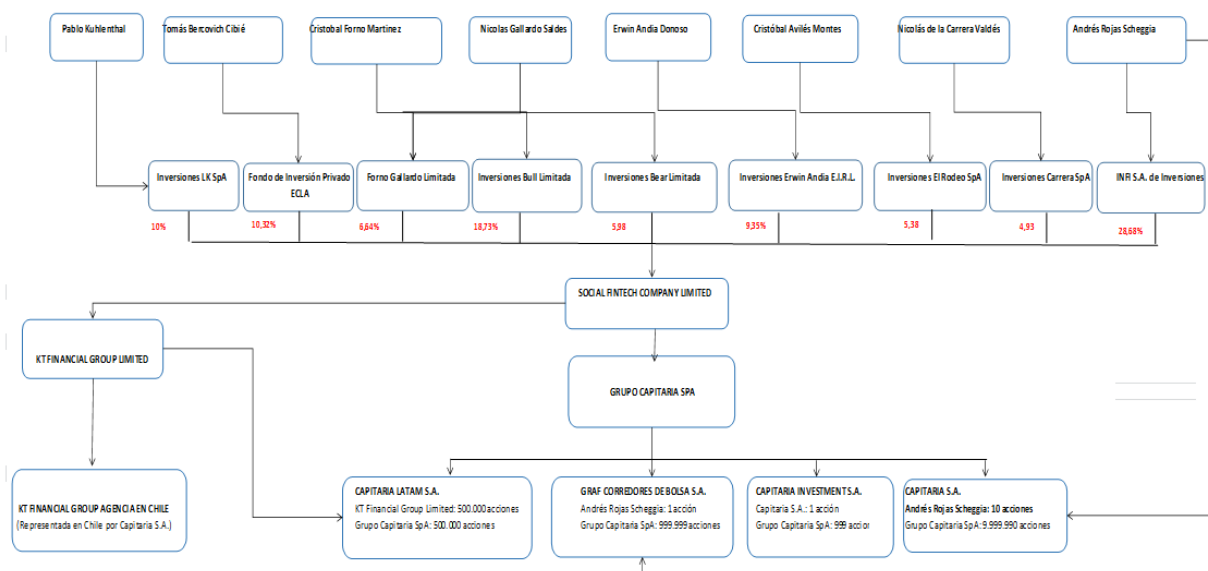 Pablo Kuhlenthal
Tomás Bercovich Cibié
Cristobal Forno Martinez
Nicolas Gallardo Saldes
Erwin Andia Donoso
Cristóbal Avilés Montes
Nicolás de la Carrera Valdés
Andrés Rojas Scheggia
Inversiones LK SpA
Fondo de Inversión Privado
ECLA
Forno Gallardo Limitada
Inversiones Bull Limitada
Inversiones Bear Limitada
Inversiones Erwin Andia E.I.R.L.
Inversiones El Rodeo SpA
Inversiones Carrera SpA
INFI S.A. de Inversiones
10%
10,32%
6,64%
18,73%
5,98
9,35%
5,38
4,93
28,68%
SOCIAL FINTECH COMPANY LIMITED
KT FINANCIAL GROUP LIMITED
GRUPO CAPITARIA SPA
KT FINANCIAL GROUP AGENCIA EN CHILE
(Representada en Chile por Capitaria S.A.)
CAPITARIA LATAM S.A.
KT Financial Group Limited: 500.000 acciones
Grupo Capitaria SpA: 500.000 acciones
GRAF CORREDORES DE BOLSA S.A.
Andrés Rojas Scheggia: 1 acción
Grupo Capitaria SpA: 999.999 acciones
CAPITARIA INVESTMENT S.A.
Capitaria S.A.: 1 acción
Grupo Capitaria SpA: 999 accior
CAPITARIA S.A.
Andrés Rojas Scheggia: 10 acciones
Grupo Capitaria SpA: 9.999.990 acciones